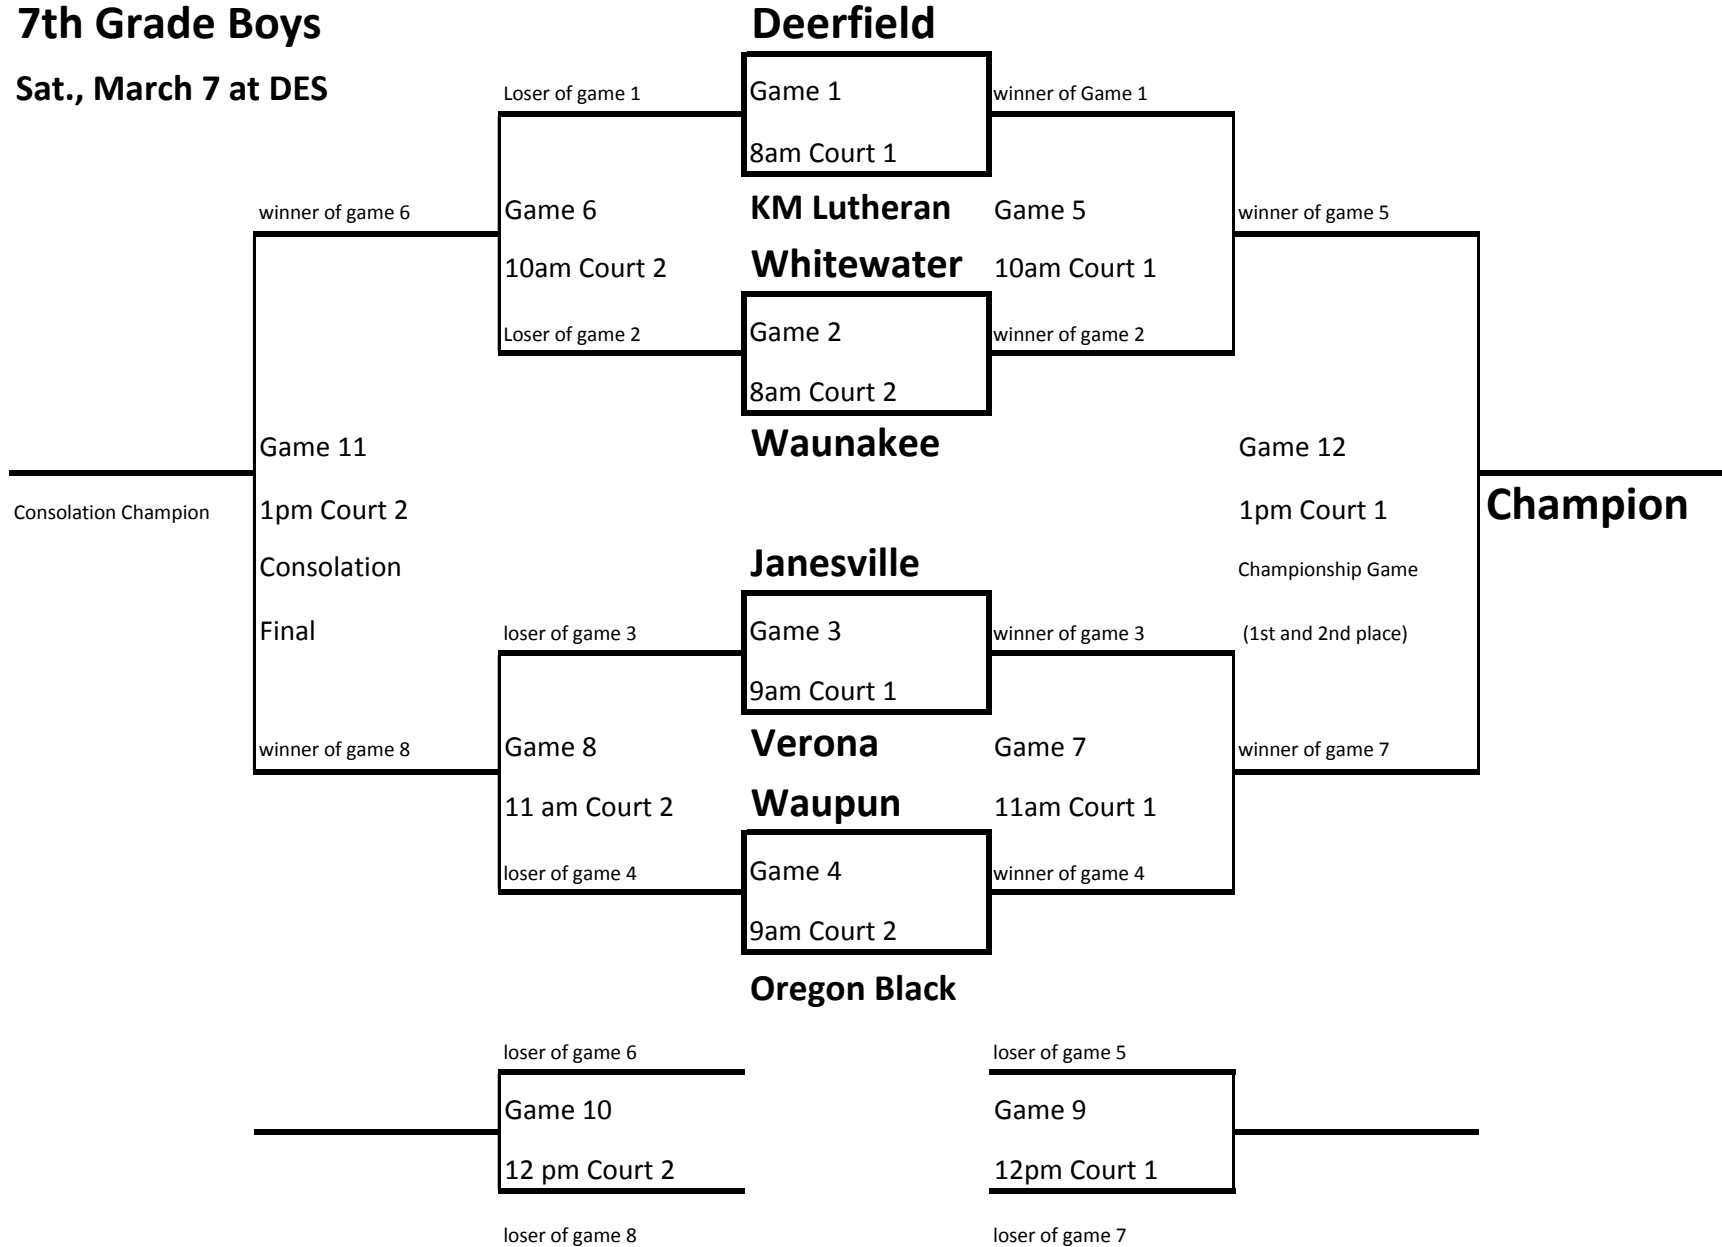 7th Grade Boys
Deerfield
Sat., March 7 at DES
Loser of game 1
Game 1
winner of Game 1
8am Court 1
winner of game 6
Game 6
KM Lutheran
Game 5
winner of game 5
10am Court 2
Whitewater
10am Court 1
Loser of game 2
Game 2
winner of game 2
8am Court 2
Game 11
Waunakee
Game 12
Consolation Champion
1pm Court 2
1pm Court 1
Champion
Consolation
Janesville
Championship Game
Final
loser of game 3
Game 3
winner of game 3
(1st and 2nd place)
9am Court 1
winner of game 8
Game 8
Verona
Game 7
winner of game 7
11 am Court 2
Waupun
11am Court 1
loser of game 4
Game 4
winner of game 4
9am Court 2
Oregon Black
loser of game 6
loser of game 5
Game 10
Game 9
12 pm Court 2
12pm Court 1
loser of game 8
loser of game 7